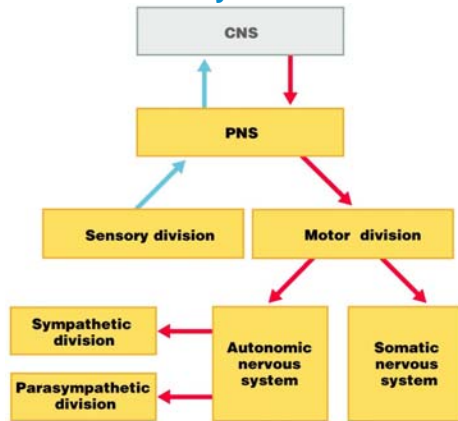 CNS
PNS
Sensory division
Motor division
Sympathetic
division
Parasympathetic
division
Autonomic
nervous
system
Somatic
nervous
system